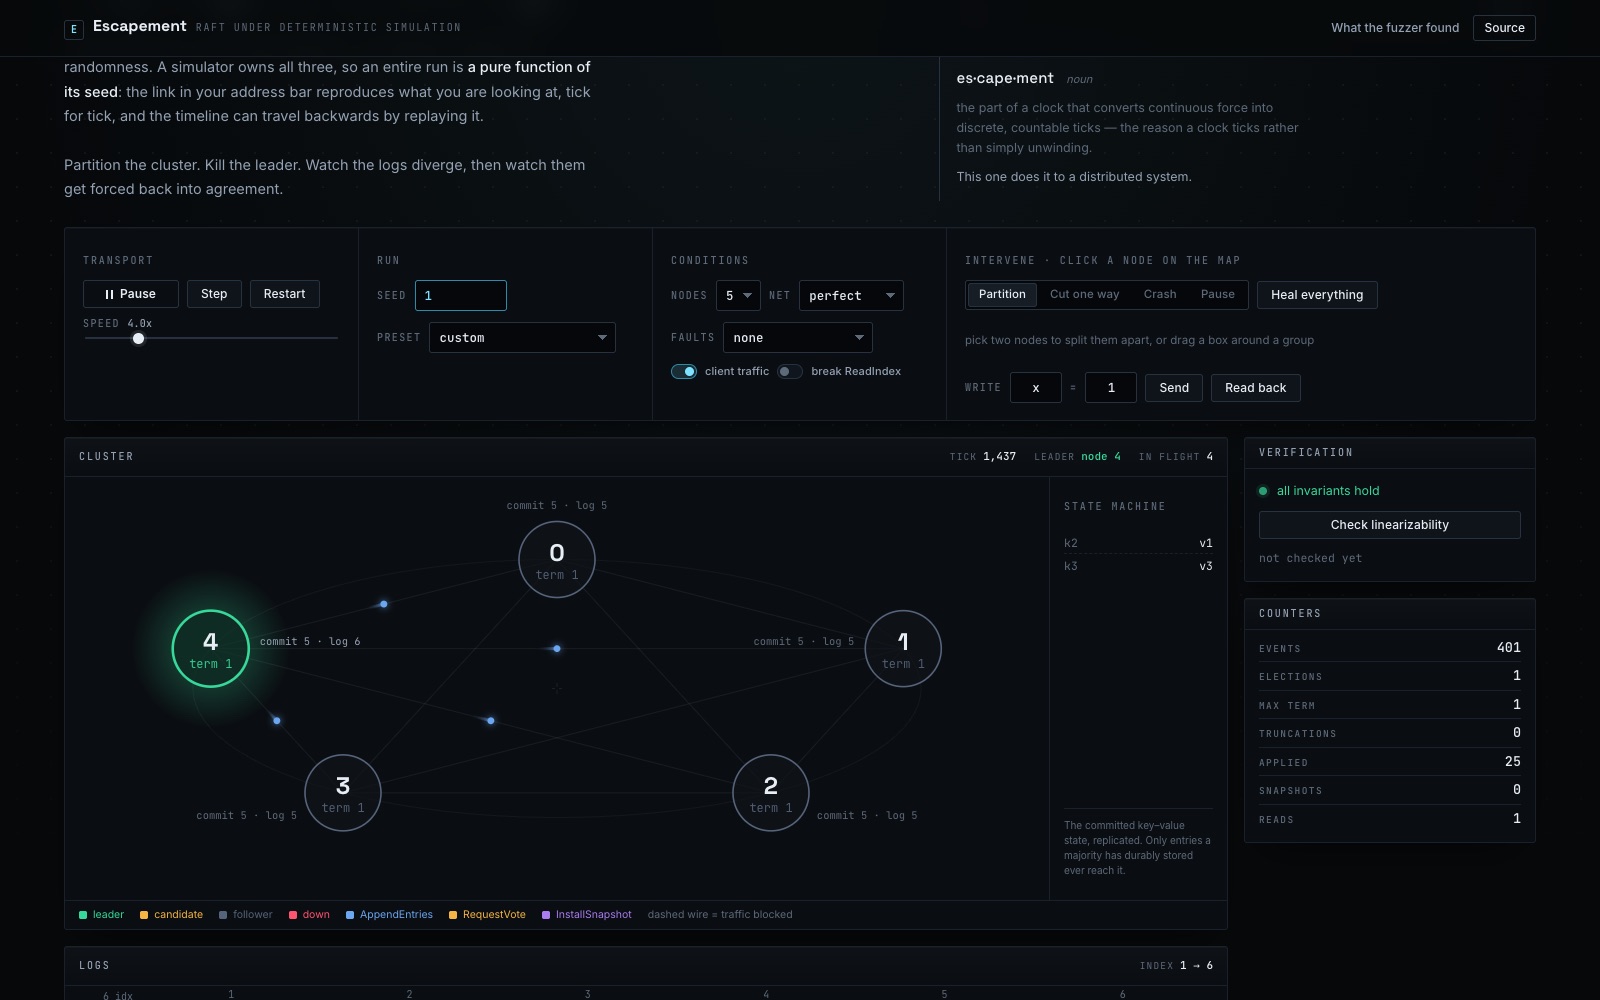 E Escapement RAFT UNDER DETERMINISTIC SIMULATION What the fuzzer found Source
randomness. A simulator owns all three, so an entire run is a pure function of
its seed: the link in your address bar reproduces what you are looking at, tick
for tick, and the timeline can travel backwards by replaying it.
Partition the cluster. Kill the leader. Watch the logs diverge, then watch them
get forced back into agreement.
es·cape·ment noun
the part of a clock that converts continuous force into
discrete, countable ticks — the reason a clock ticks rather
than simply unwinding.
This one does it to a distributed system.
TRANSPORT
Pause Step Restart
SPEED 4.0x
RUN
SEED 1
PRESET custom
CONDITIONS
NODES 5 NET perfect
FAULTS none
client traffic break ReadIndex
INTERVENE · CLICK A NODE ON THE MAP
Partition Cut one way Crash Pause Heal everything
pick two nodes to split them apart, or drag a box around a group
WRITE x = 1 Send Read back
CLUSTER TICK 1,437 LEADER node 4 IN FLIGHT 4
commit 5 · log 5
0
term 1
4
term 1
commit 5 · log 6
commit 5 · log 5
1
term 1
3
term 1
commit 5 · log 5
2
term 1
commit 5 · log 5
STATE MACHINE
k2 v1
k3 v3
The committed key–value
state, replicated. Only entries a
majority has durably stored
ever reach it.
leader candidate follower down AppendEntries RequestVote InstallSnapshot dashed wire = traffic blocked
VERIFICATION
all invariants hold
Check linearizability
not checked yet
COUNTERS
EVENTS 401
ELECTIONS 1
MAX TERM 1
TRUNCATIONS 0
APPLIED 25
SNAPSHOTS 0
READS 1
LOGS INDEX 1 → 6
6 idx 1 2 3 4 5 6